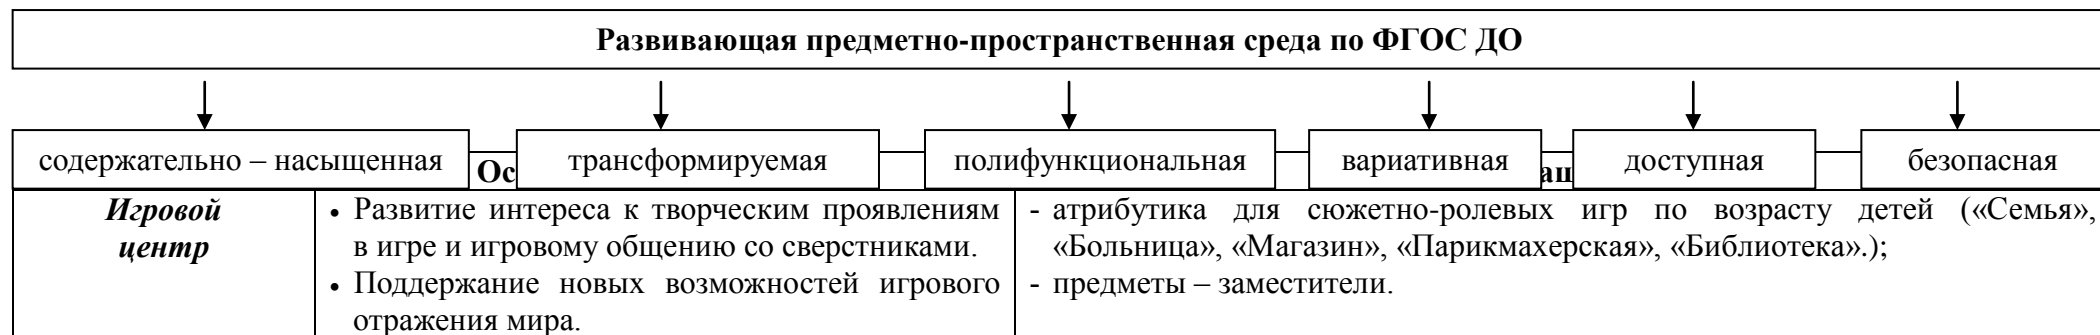 Развивающая предметно-пространственная среда по ФГОС ДО
содержательно – насыщенная
трансформируемая
полифункциональная
вариативная
доступная
безопасная
Игровой
центр
• Развитие интереса к творческим проявлениям
в игре и игровому общению со сверстниками.
• Поддержание новых возможностей игрового
отражения мира.
- атрибутика для сюжетно-ролевых игр по возрасту детей («Семья»,
«Больница», «Магазин», «Парикмахерская», «Библиотека».);
- предметы – заместители.